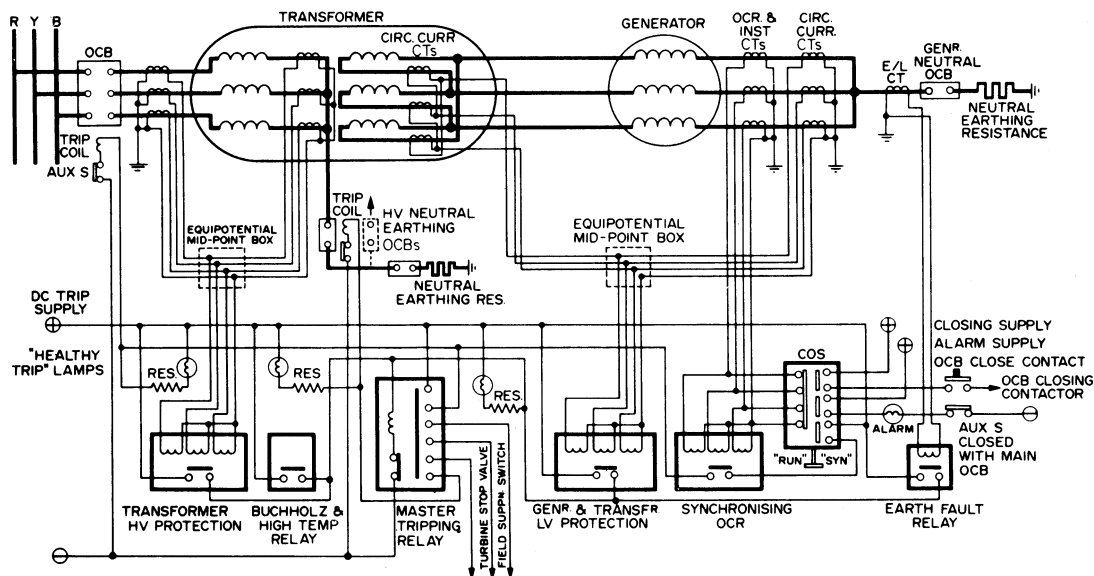 R Y B
OCB
TRANSFORMER
CIRC. CURR.
CTs
GENERATOR
OCR. &
INST
CTs
CIRC.
CURR.
CTs
E/L
CT
GENR.
NEUTRAL
OCB
NEUTRAL
EARTHING
RESISTANCE
TRIP
COIL
AUX S
EQUIPOTENTIAL
MID-POINT BOX
TRIP
COIL
HV NEUTRAL
EARTHING
OCBs
NEUTRAL
EARTHING RES.
EQUIPOTENTIAL
MID-POINT BOX
DC TRIP
SUPPLY
"HEALTHY
TRIP" LAMPS
RES.
RES.
RES.
COS
CLOSING SUPPLY
ALARM SUPPLY
OCB CLOSE CONTACT
OCB CLOSING
CONTACTOR
ALARM
AUX S
CLOSED
WITH MAIN
OCB
"RUN" "SYN"
TRANSFORMER
HV PROTECTION
BUCHHOLZ &
HIGH TEMP
RELAY
MASTER
TRIPPING
RELAY
TURBINE STOP VALVE
FIELD SUPPN. SWITCH
GENR. & TRANSFR.
LV PROTECTION
SYNCHRONISING
OCR
EARTH FAULT
RELAY